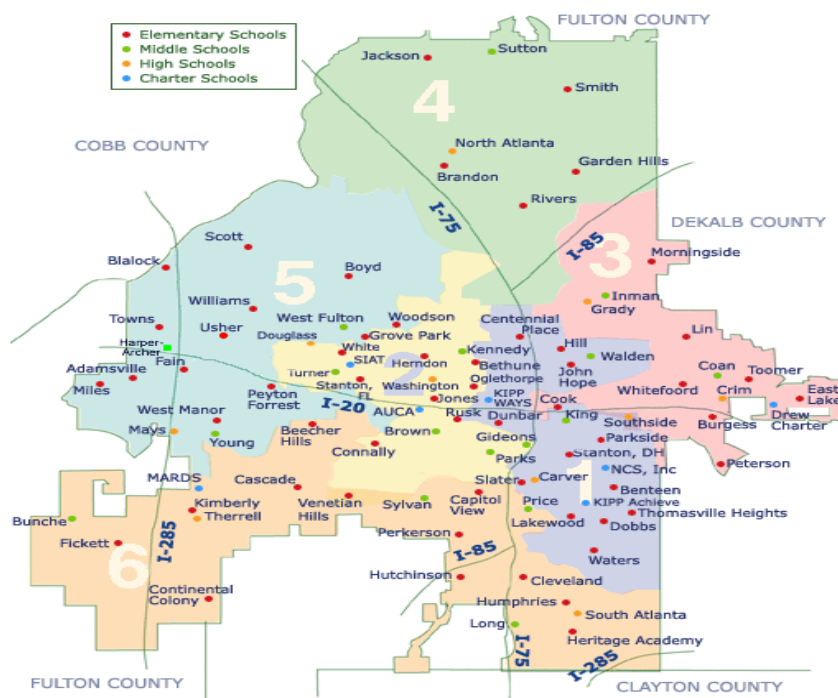 FULTON COUNTY
Elementary Schools
Middle Schools
High Schools
Charter Schools
Jackson
Sutton
4
Smith
COBB COUNTY
North Atlanta
Brandon
Garden Hills
Rivers
I-75
I-85
DEKALB COUNTY
3
Morningside
Scott
Blalock
5
Boyd
Inman
Grady
Williams
West Fulton
Woodson
Centennial
Place
Lin
Towns
Usher
Douglass
Grove Park
Harper-
Archer
White
SIAT
2
Herndon
Kennedy
Hill
Walden
Fain
Bethune
John
Hope
Coan
Toomer
Adamsville
Miles
Turner
Stanton,
FL
Washington
Oglethorpe
Whitefoord
Crim
East
Lake
Peyton
Forrest
I-20
Jones
KIPP
WAYS
Cook
Drew
Charter
West Manor
AUCA
Rusk
Dunbar
King
Southside
Burgess
Mays
Young
Beecher
Hills
Brown
Gideons
Parkside
Connally
Parks
Stanton, DH
Peterson
MARDS
Cascade
Slater
Carver
1
NCS, Inc
Benteen
Kimberly
Therrell
Venetian
Hills
Sylvan
Capitol
View
Price
KIPP Achieve
Thomasville Heights
Bunche
Lakewood
Dobbs
Fickett
6
I-285
Perkerson
I-85
Waters
Hutchinson
Cleveland
Continental
Colony
Humphries
South Atlanta
Long
Heritage Academy
I-75
I-285
FULTON COUNTY
CLAYTON COUNTY